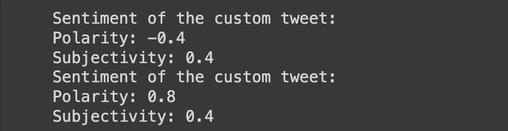 Sentiment of the custom tweet:
Polarity: -0.4
Subjectivity: 0.4
Sentiment of the custom tweet:
Polarity: 0.8
Subjectivity: 0.4